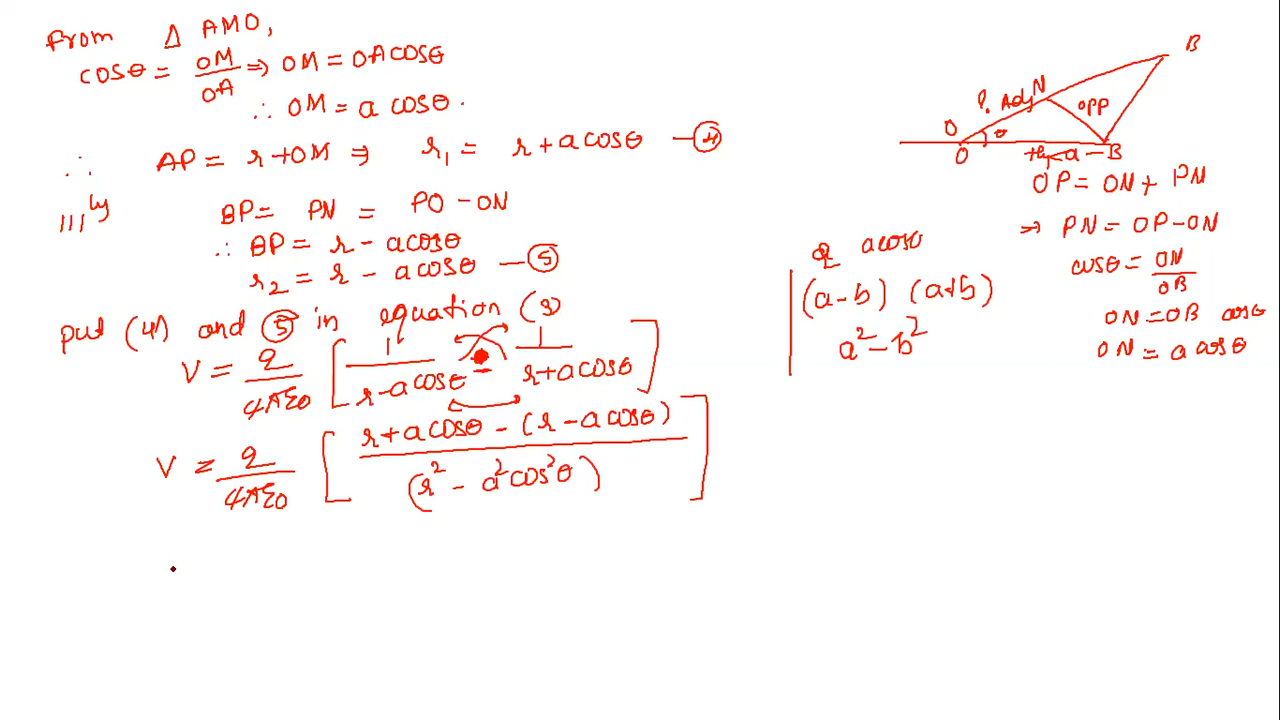 From Δ AMO,
cosθ = OM/OA ⇒ OM = OA cosθ
∴ OM = a cosθ.
∴ AP = r + OM ⇒ r₁ = r + a cosθ — ④
|||ly BP = PN = PO - ON
∴ BP = r - a cosθ
r₂ = r - a cosθ — ⑤
put (4) and ⑤ in equation (3)
V = q/4πε₀ [ 1/r - a cosθ - 1/r + a cosθ ]
V = q/4πε₀ [ r + a cosθ - (r - a cosθ) / (r² - a² cos²θ) ]
a cosθ
(a - b) (a + b)
a² - b²
B
P. Adj N
opp
O θ
O hy a - B
OP = ON + PN
⇒ PN = OP - ON
cosθ = ON/OB
ON = OB cosθ
ON = a cosθ